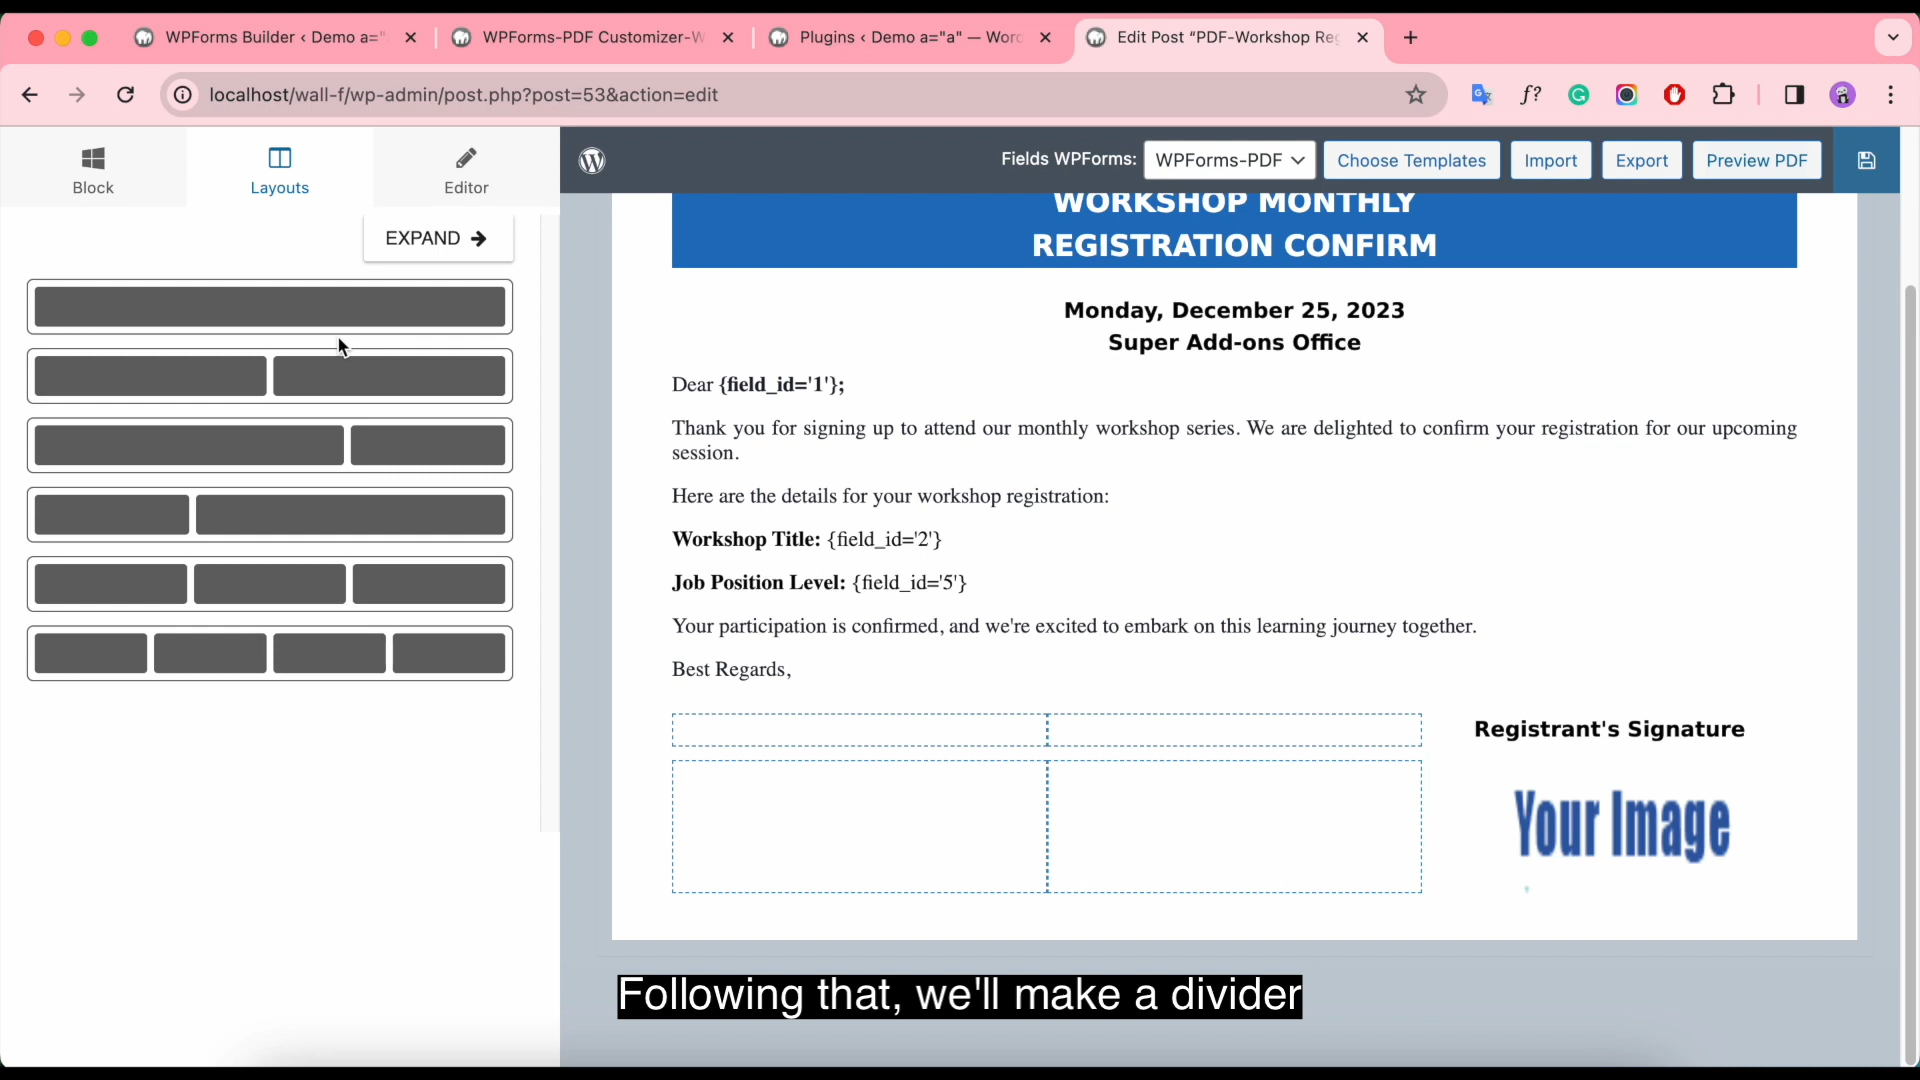 WPForms Builder ‹ Demo a="
WPForms-PDF Customizer-W
Plugins ‹ Demo a="a" — Word
Edit Post “PDF-Workshop Reg
localhost/wall-f/wp-admin/post.php?post=53&action=edit
Block
Layouts
Editor
Fields WPForms:
WPForms-PDF
Choose Templates
Import
Export
Preview PDF
EXPAND
WORKSHOP MONTHLY
REGISTRATION CONFIRM
Monday, December 25, 2023
Super Add-ons Office
Dear {field_id='1'};
Thank you for signing up to attend our monthly workshop series. We are delighted to confirm your registration for our upcoming
session.
Here are the details for your workshop registration:
Workshop Title: {field_id='2'}
Job Position Level: {field_id='5'}
Your participation is confirmed, and we're excited to embark on this learning journey together.
Best Regards,
Registrant's Signature
Your Image
Following that, we'll make a divider